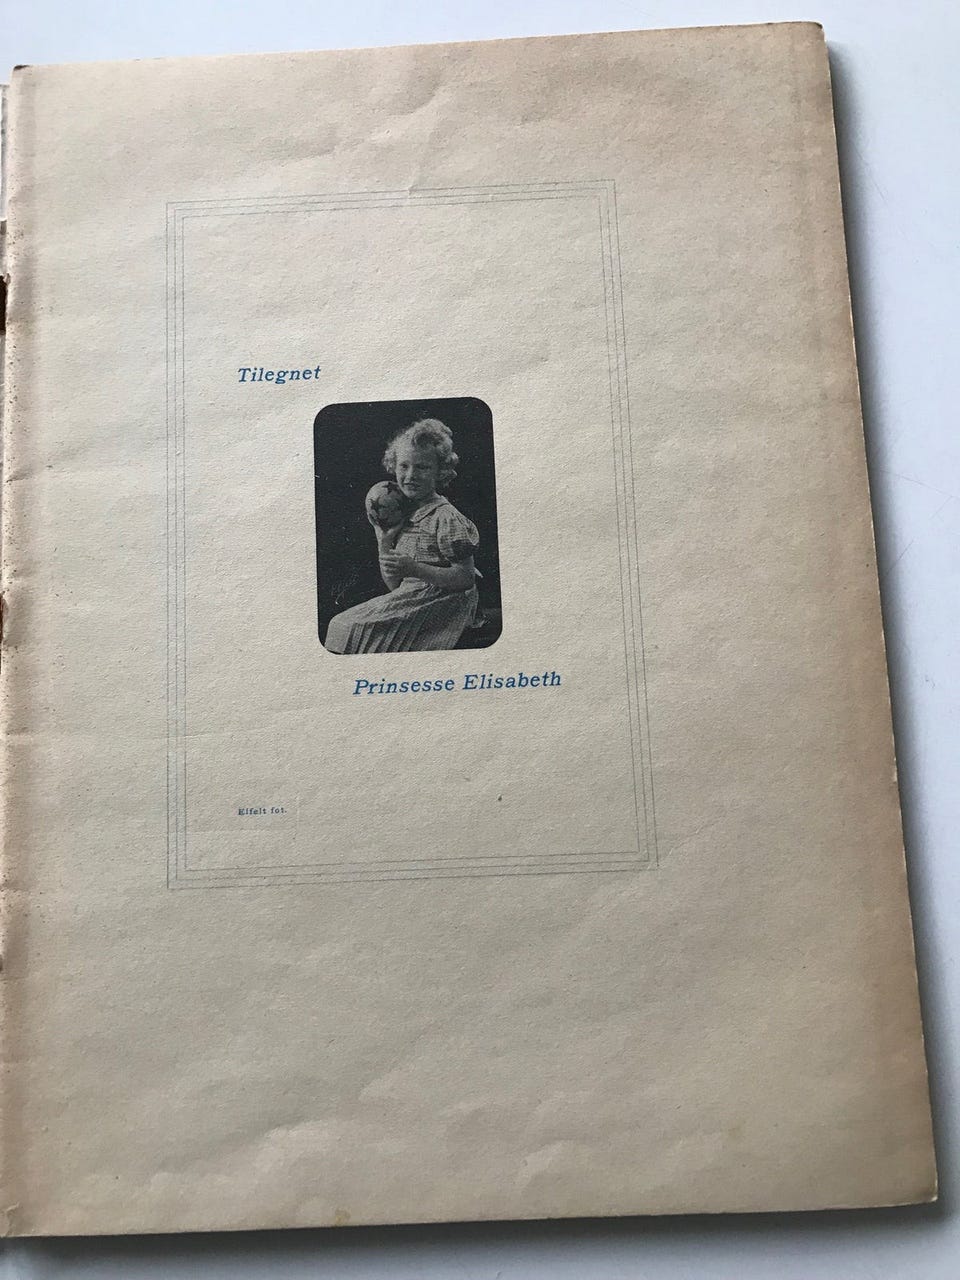 Tilegnet
Prinsesse Elisabeth
Elfelt fot.